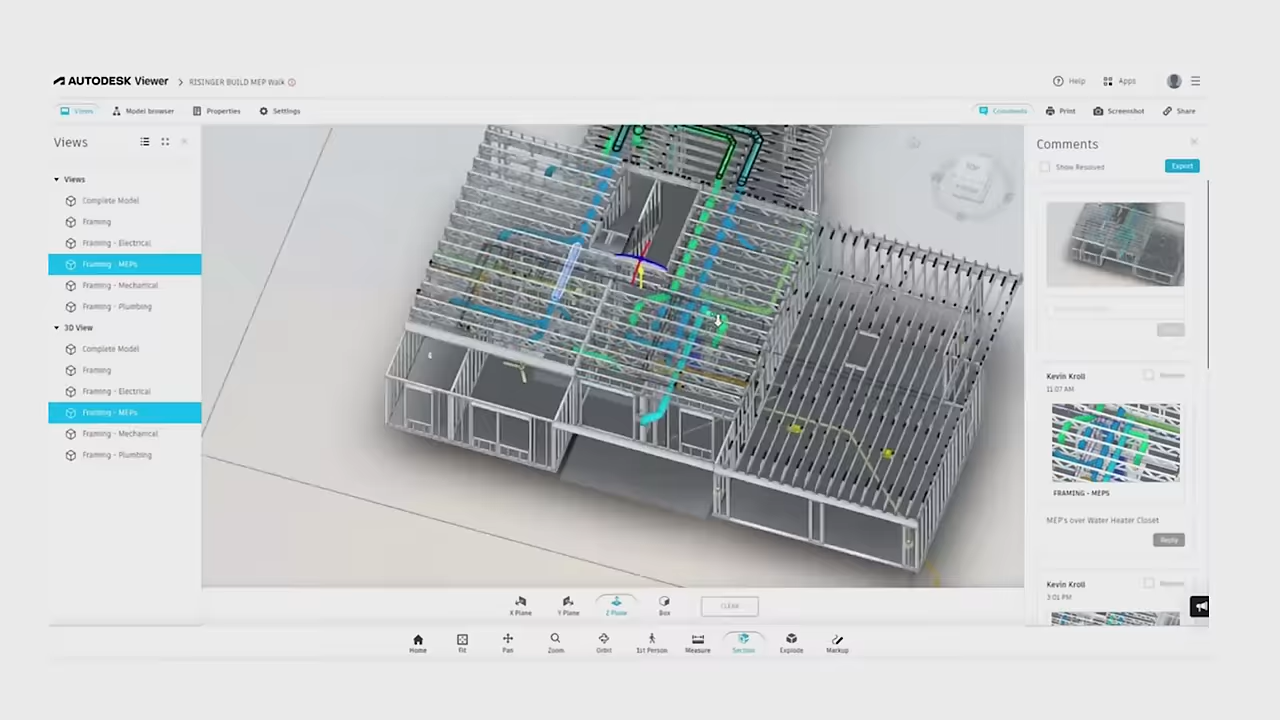 AUTODESK Viewer
RISINGER BUILD MEP Walk
Help
Apps
Views
Model browser
Properties
Settings
Comments
Print
Screenshot
Share
Views
Views
Complete Model
Framing
Framing - Electrical
Framing - MEPs
Framing - Mechanical
Framing - Plumbing
3D View
Complete Model
Framing
Framing - Electrical
Framing - MEPs
Framing - Mechanical
Framing - Plumbing
TOP
X Plane
Y Plane
Z Plane
Box
CLEAR
Home
Fit
Pan
Zoom
Orbit
1st Person
Measure
Section
Explode
Markup
Comments
Show Resolved
Export
Kevin Kroll
11:07 AM
FRAMING - MEPS
MEP's over Water Heater Closet
Reply
Kevin Kroll
3:01 PM